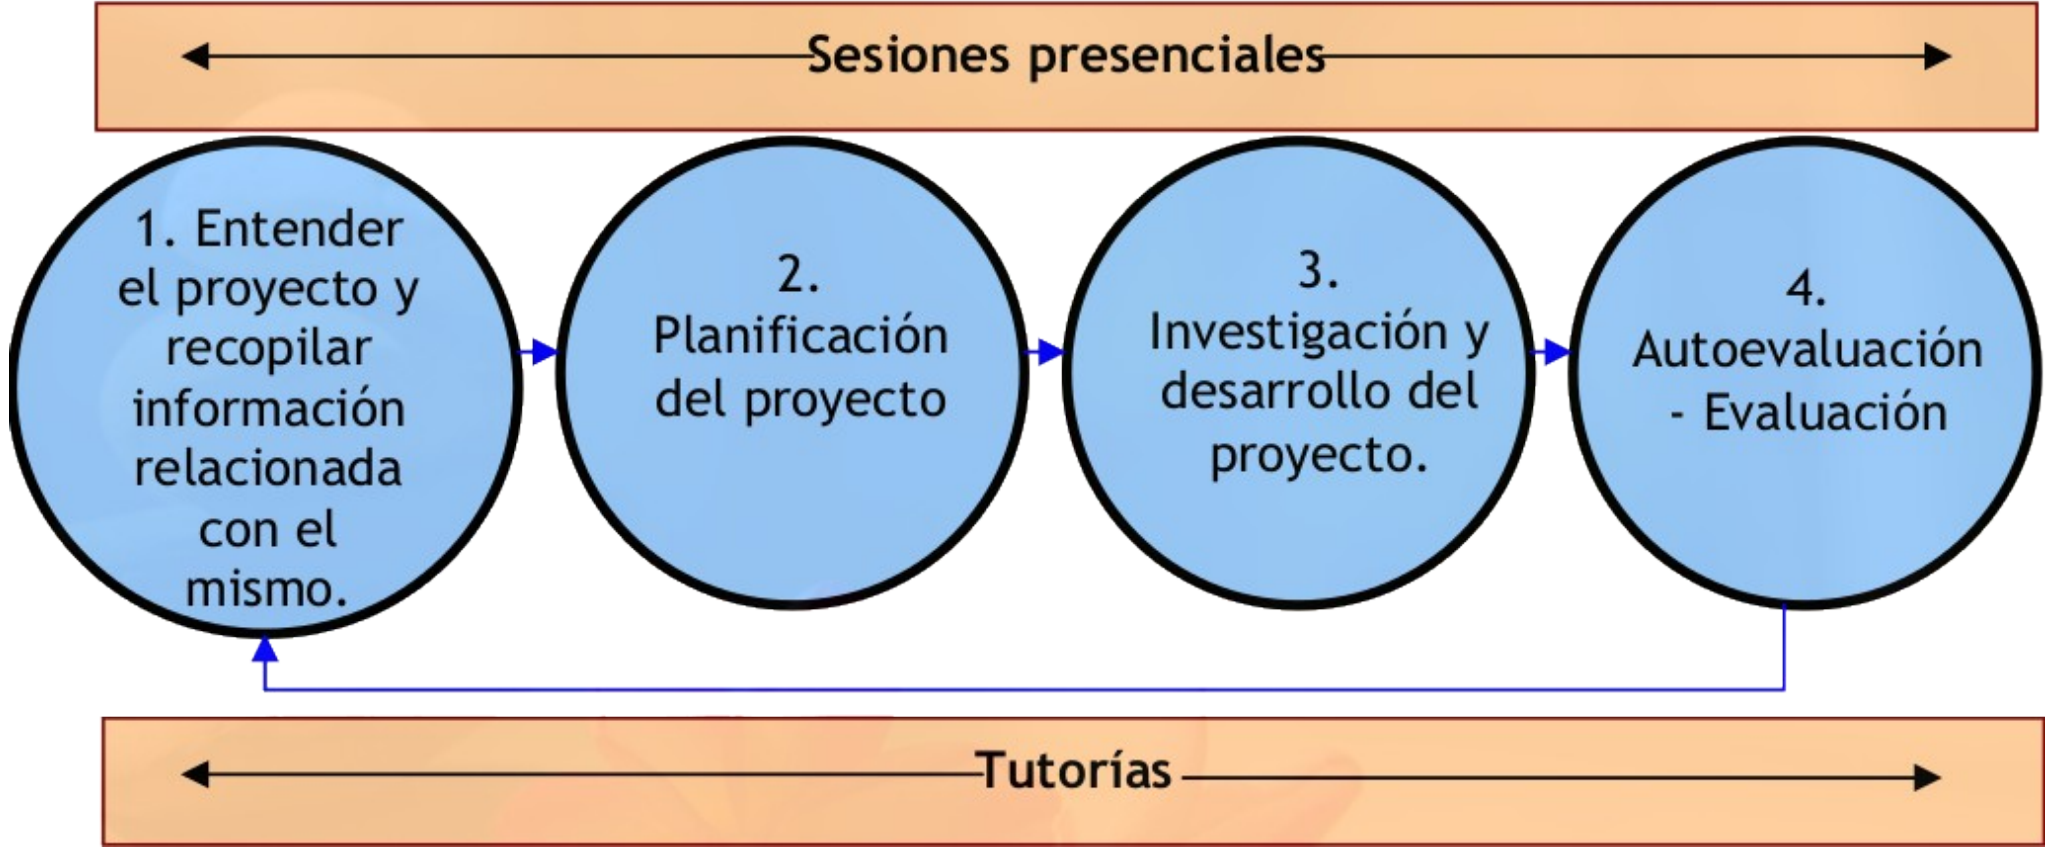 Sesiones presenciales
1. Entender
el proyecto y
recopilar
información
relacionada
con el
mismo.
2.
Planificación
del proyecto
3.
Investigación y
desarrollo del
proyecto.
4.
Autoevaluación
- Evaluación
Tutorías